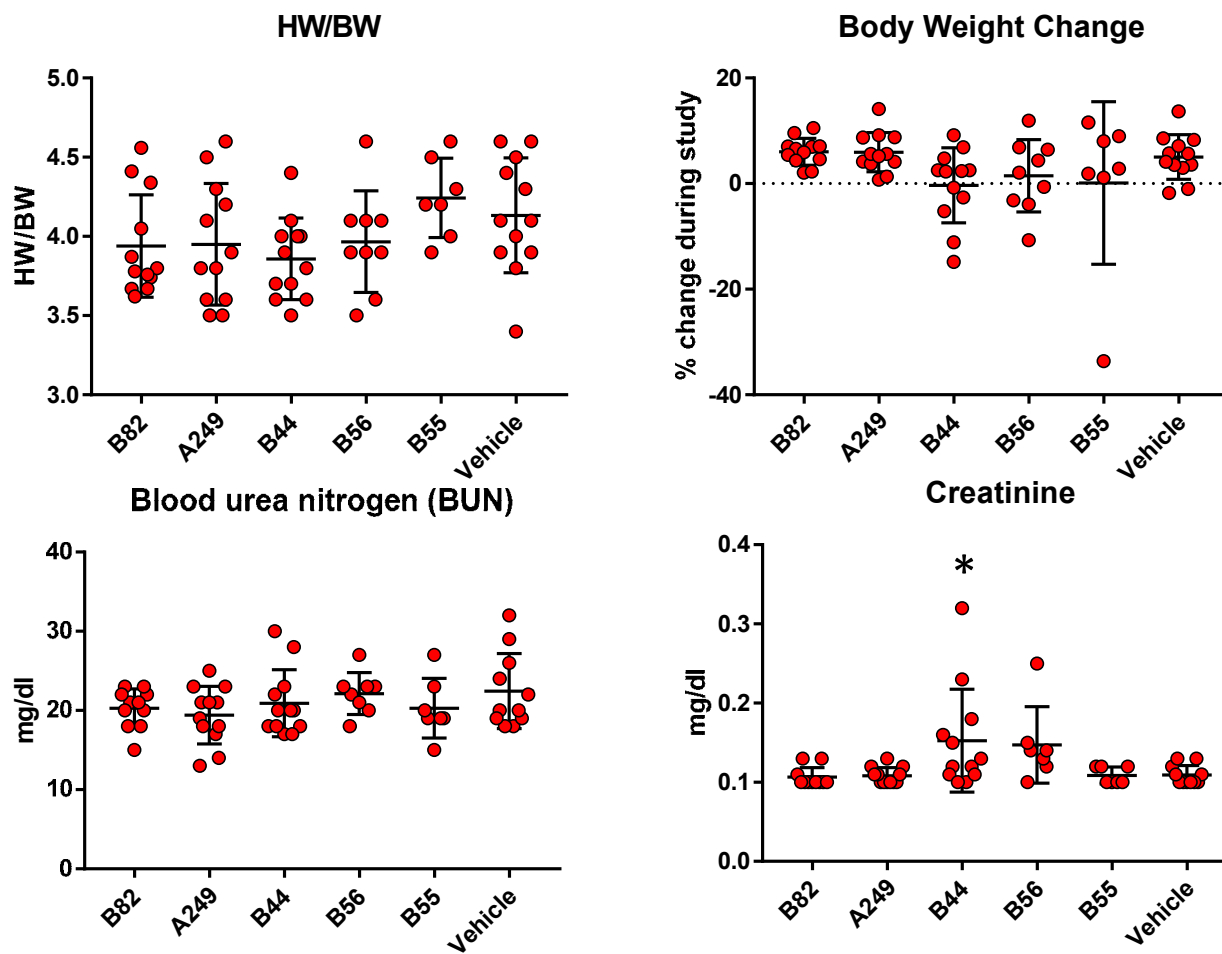 HW/BW
HW/BW
5.0
4.5
4.0
3.5
3.0
B82
A249
B44
B56
B55
Vehicle
Body Weight Change
% change during study
20
0
-20
-40
B82
A249
B44
B56
B55
Vehicle
Blood urea nitrogen (BUN)
mg/dl
40
30
20
10
0
B82
A249
B44
B56
B55
Vehicle
Creatinine
mg/dl
0.4
0.3
0.2
0.1
0.0
*
B82
A249
B44
B56
B55
Vehicle